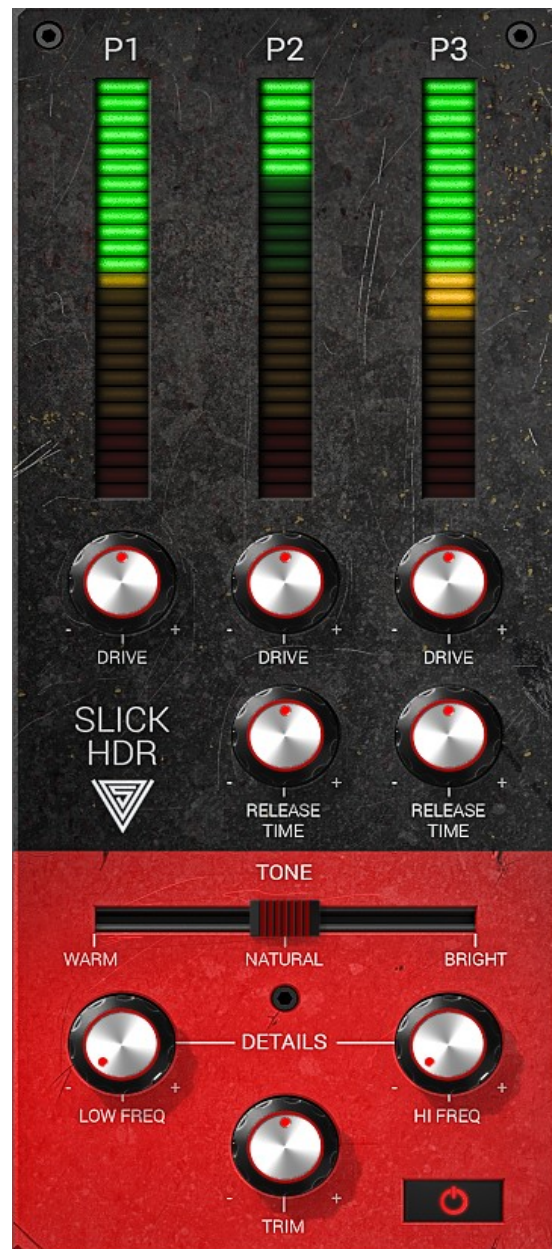 P1 P2 P3
- + - + - +
DRIVE DRIVE DRIVE
SLICK
HDR
- + - +
RELEASE RELEASE
TIME TIME
TONE
WARM NATURAL BRIGHT
DETAILS
- + - +
LOW FREQ HI FREQ
- +
TRIM